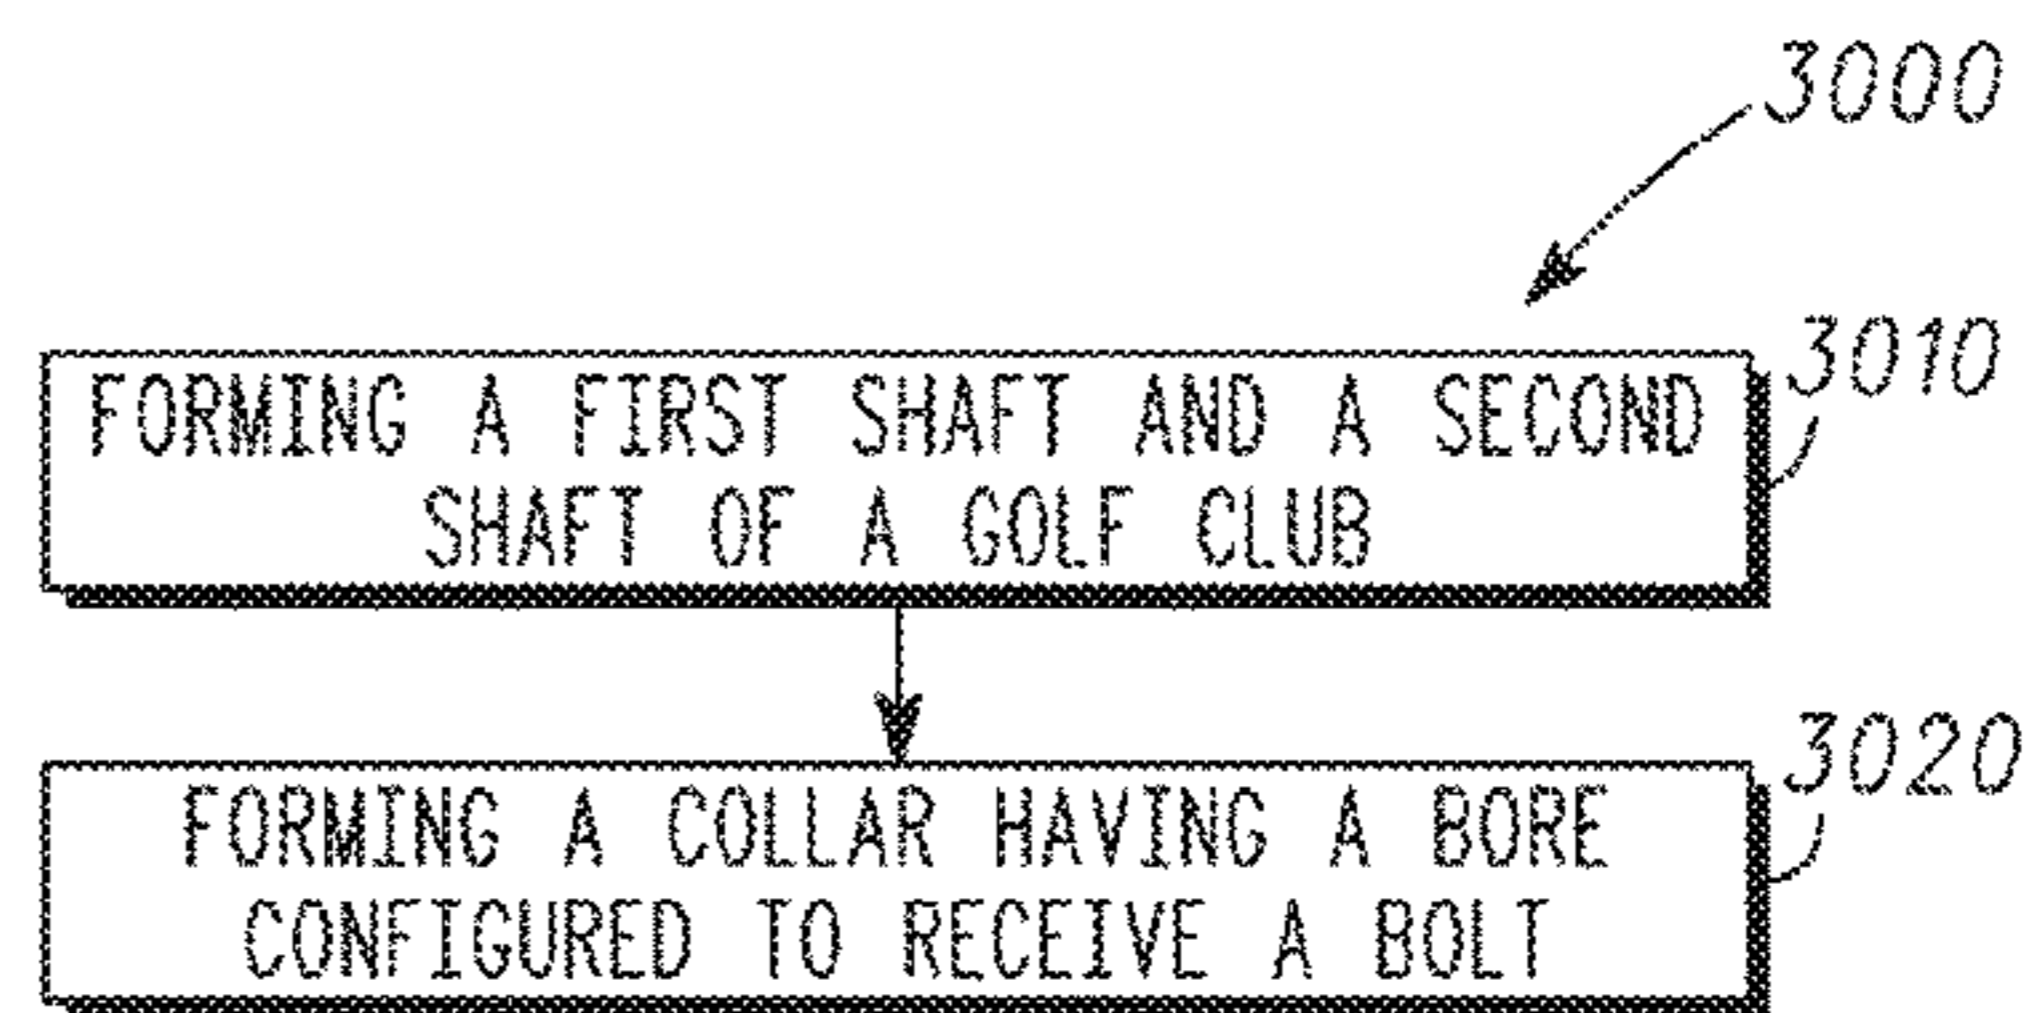 3000
3010
FORMING A FIRST SHAFT AND A SECOND
SHAFT OF A GOLF CLUB
3020
FORMING A COLLAR HAVING A BORE
CONFIGURED TO RECEIVE A BOLT